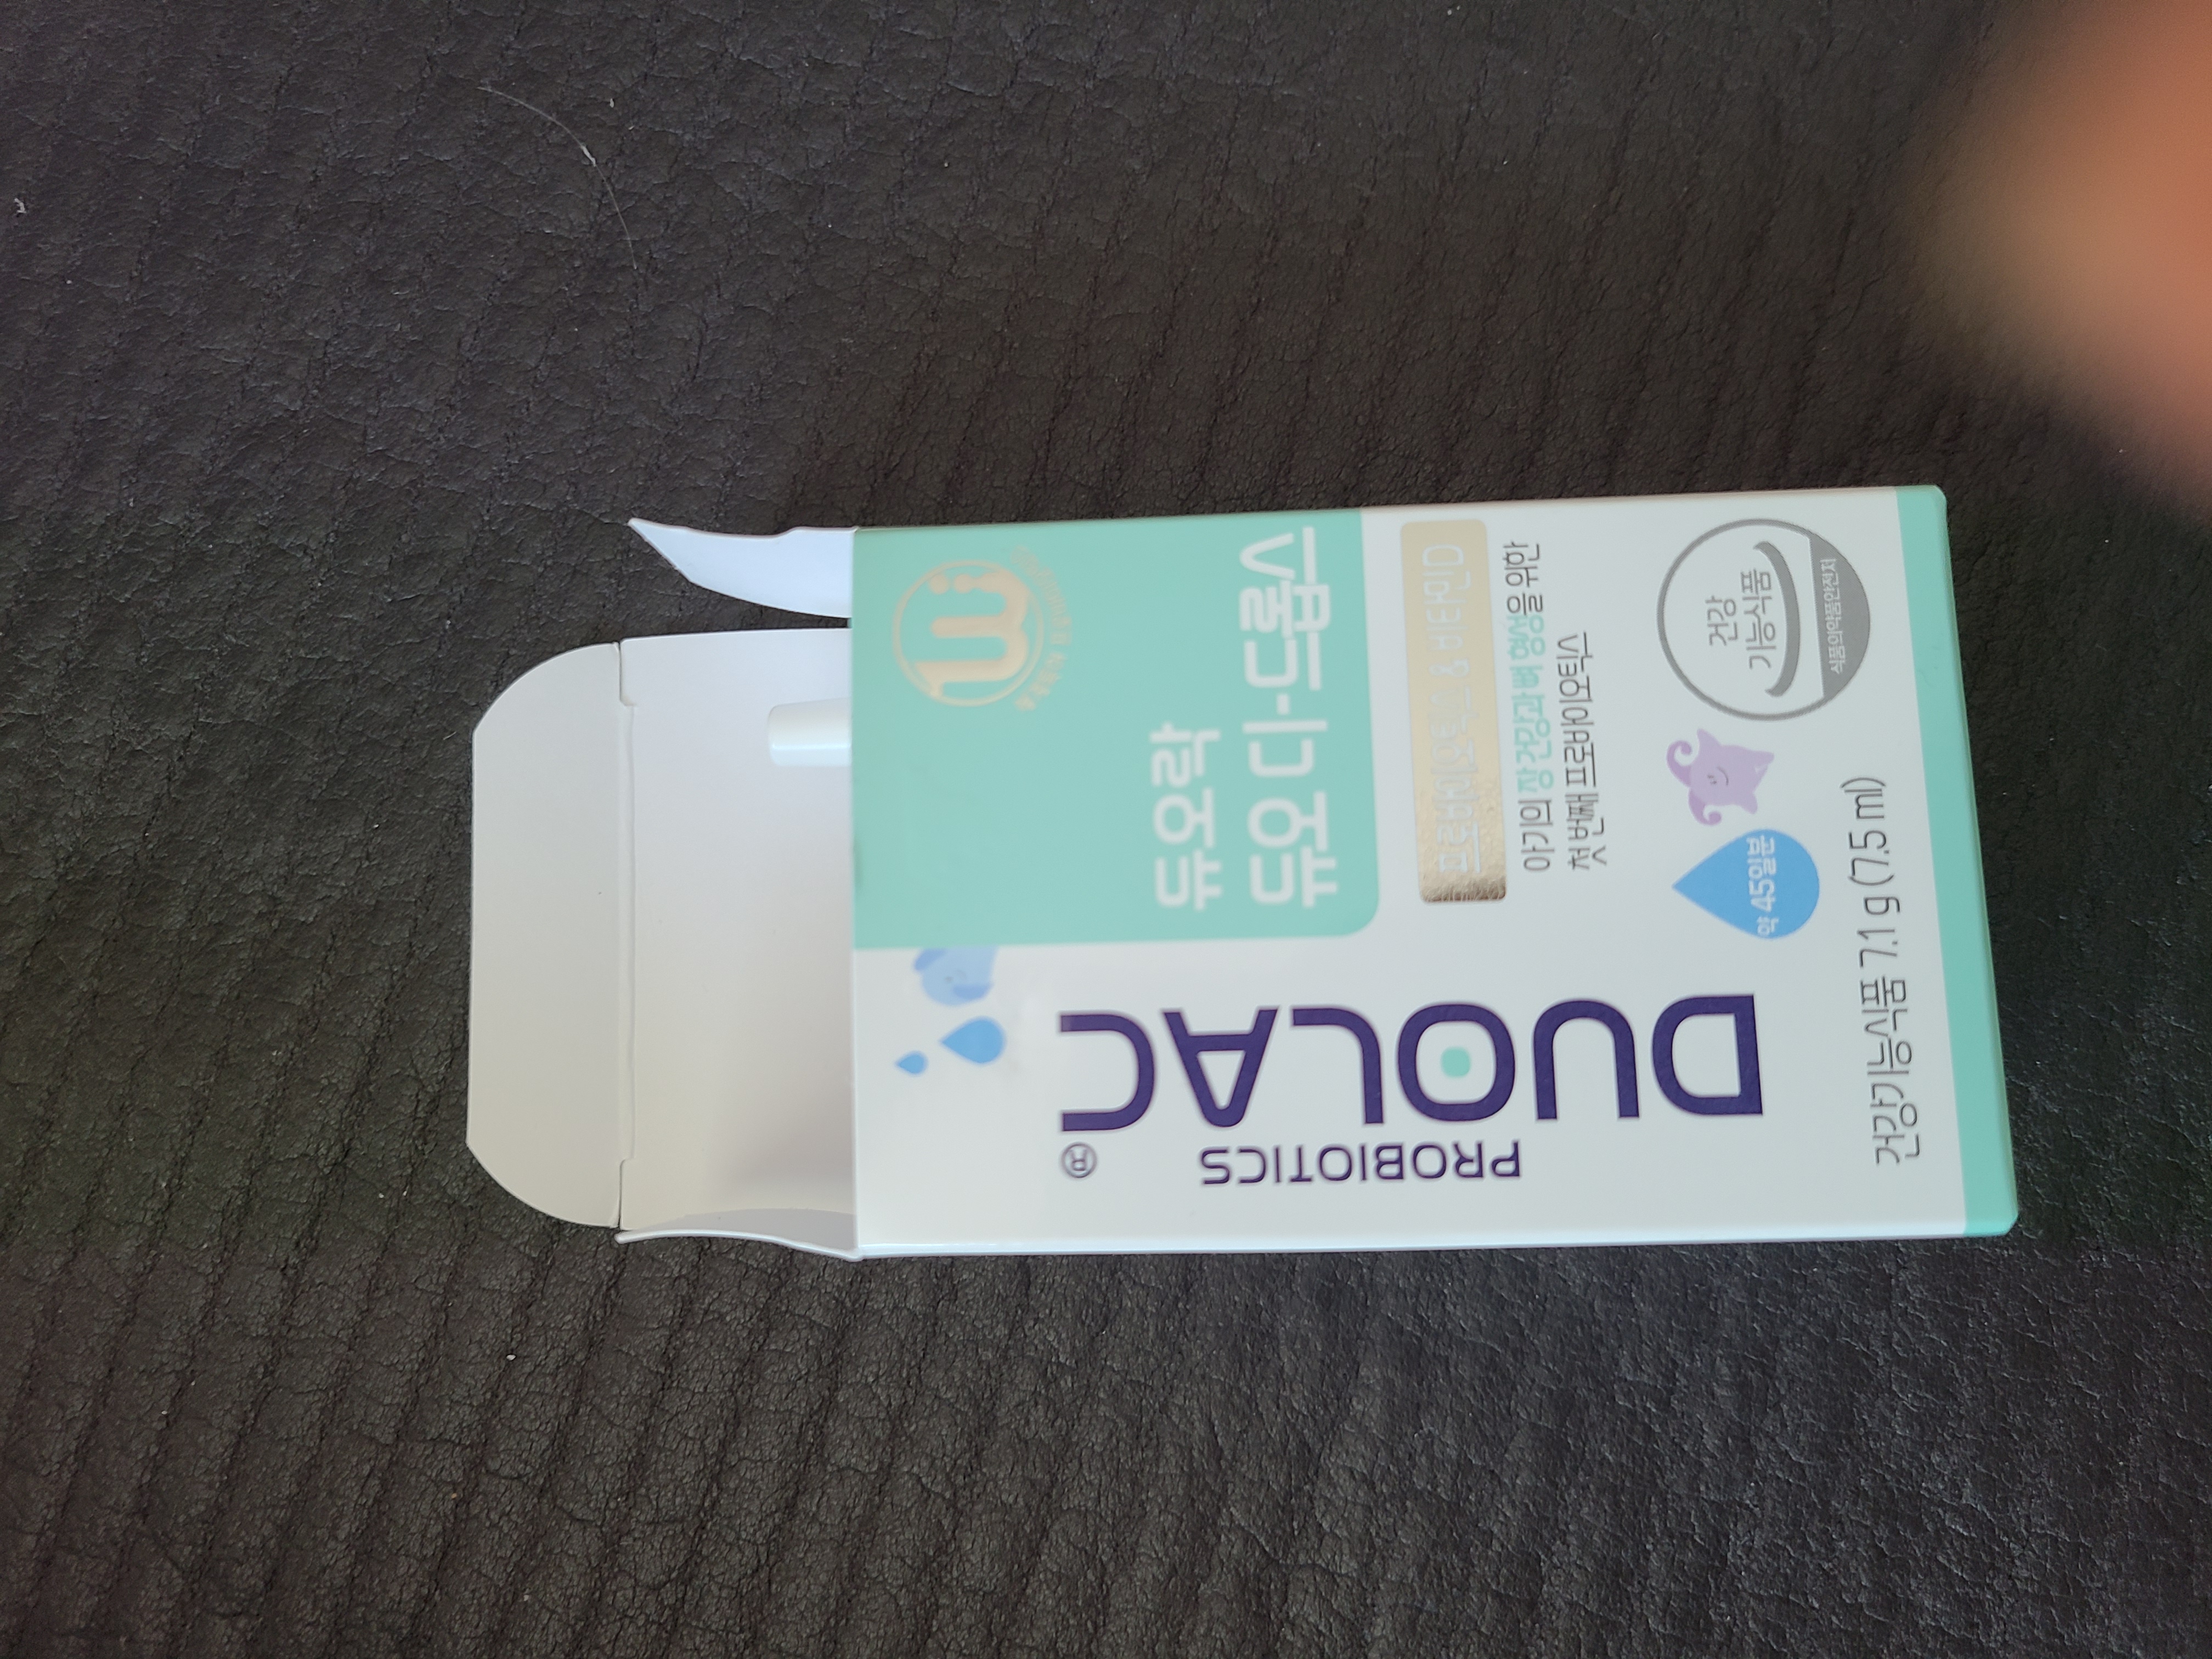 듀오락
듀오 디-드롭스
프로바이오틱스 & 비타민D
아기의 장 건강과 뼈 형성을 위한
첫 번째 프로바이오틱스
PROBIOTICS
DUOLAC®
약 45일분
건강
기능식품
식품의약품안전처
건강기능식품 7.1 g (7.5 ml)